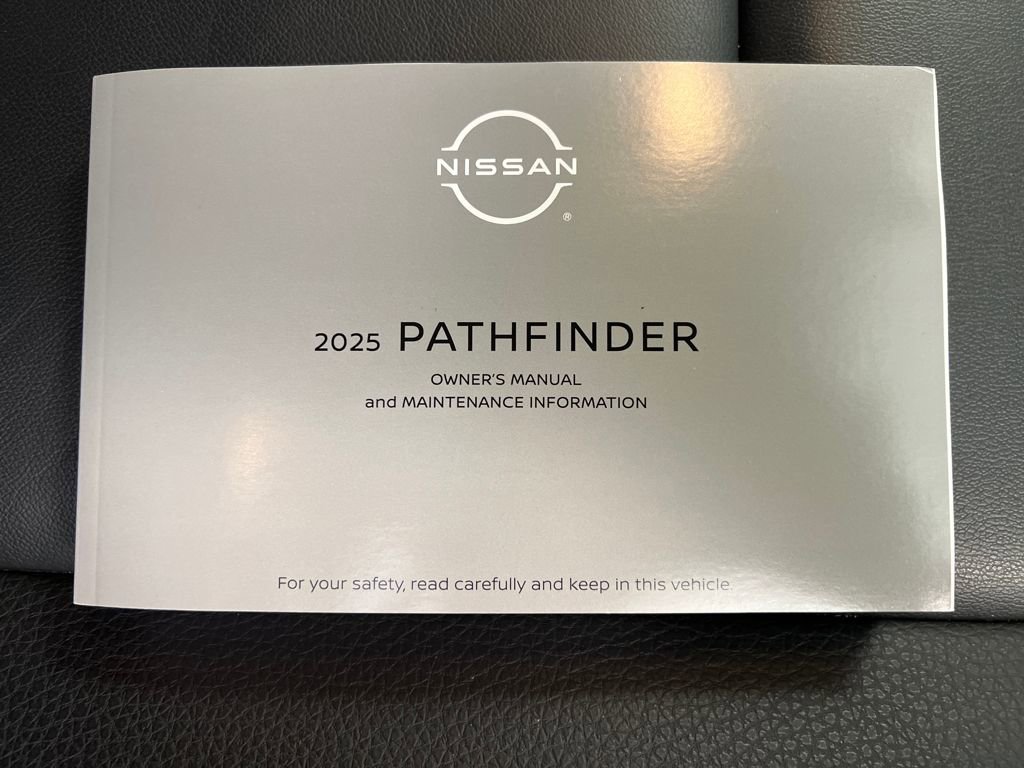 NISSAN
®
2025 PATHFINDER
OWNER'S MANUAL
and MAINTENANCE INFORMATION
For your safety, read carefully and keep in this vehicle.